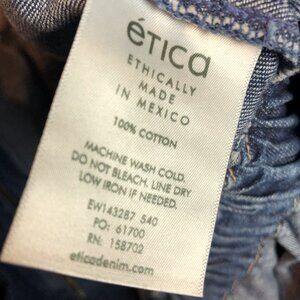 éTICa
ETHICALLY
MADE
IN MEXICO
100% COTTON
MACHINE WASH COLD.
DO NOT BLEACH. LINE DRY
LOW IRON IF NEEDED.
EW143287 540
PO: 61700
RN: 158702
eticadenim.com